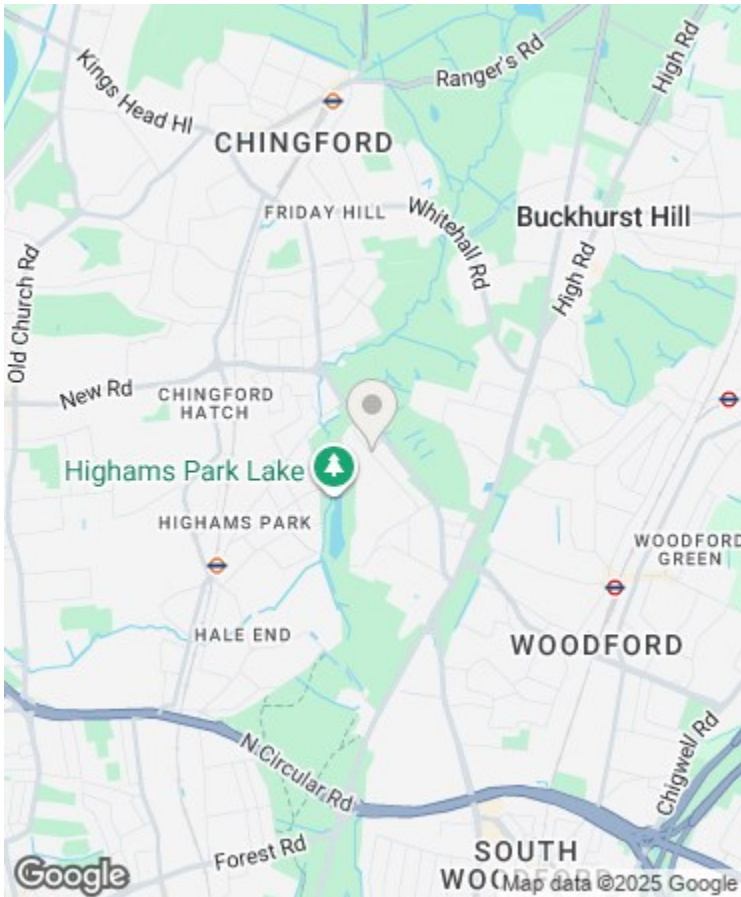 Ranger's Rd
High Rd
Kings Head Hl
CHINGFORD
FRIDAY HILL
Whitehall Rd
Buckhurst Hill
High Rd
Old Church Rd
New Rd
CHINGFORD
HATCH
Highams Park Lake
HIGHAMS PARK
WOODFORD
GREEN
HALE END
WOODFORD
N Circular Rd
Chigwell Rd
Forest Rd
SOUTH
Google
Map data ©2025 Google